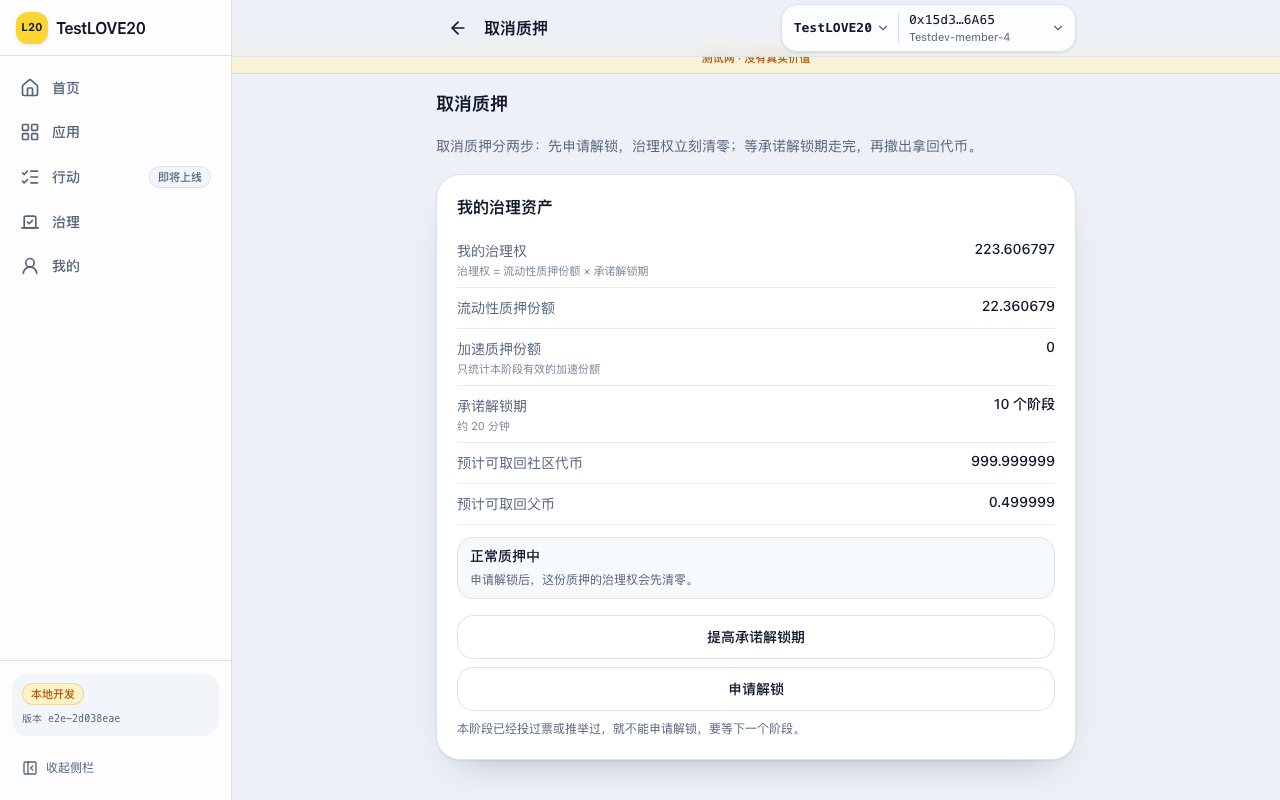 L20 TestLOVE20
首页
应用
行动 即将上线
治理
我的
本地开发
版本 e2e-2d038eae
收起侧栏
取消质押
TestLOVE20
0x15d3…6A65
Testdev-member-4
测试网 · 没有真实价值
取消质押
取消质押分两步：先申请解锁，治理权立刻清零；等承诺解锁期走完，再撤出拿回代币。
我的治理资产
我的治理权 223.606797
治理权 = 流动性质押份额 × 承诺解锁期
流动性质押份额 22.360679
加速质押份额 0
只统计本阶段有效的加速份额
承诺解锁期 10 个阶段
约 20 分钟
预计可取回社区代币 999.999999
预计可取回父币 0.499999
正常质押中
申请解锁后，这份质押的治理权会先清零。
提高承诺解锁期
申请解锁
本阶段已经投过票或推举过，就不能申请解锁，要等下一个阶段。